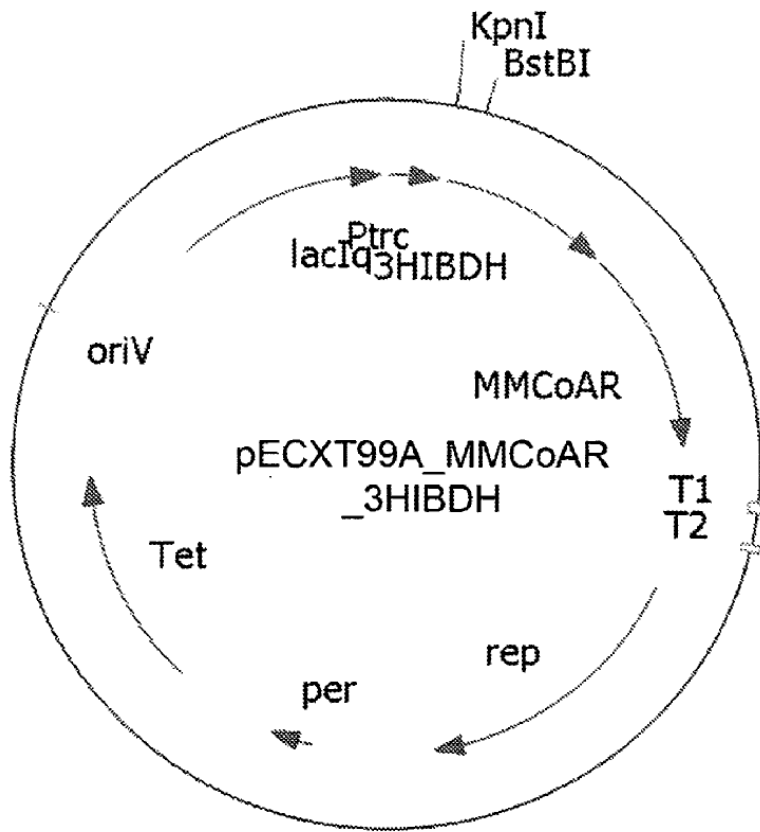 KpnI
BstBI
Ptrc
lacIq
3HIBDH
oriV
MMCoAR
pECXT99A_MMCoAR
_3HIBDH
T1
T2
Tet
rep
per